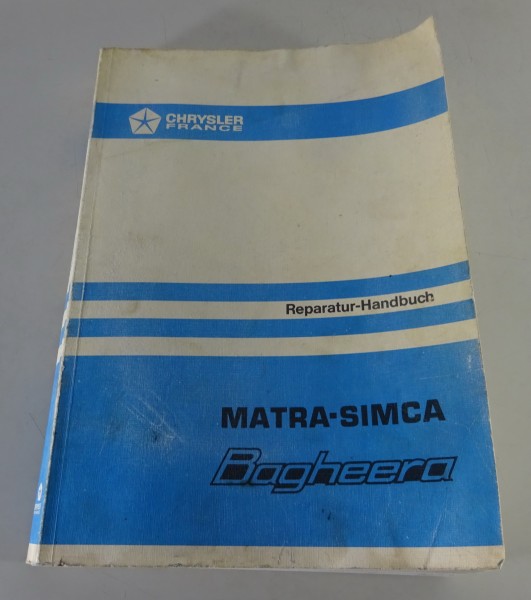 CHRYSLER
FRANCE
Reparatur-Handbuch
MATRA-SIMCA
Bagheera